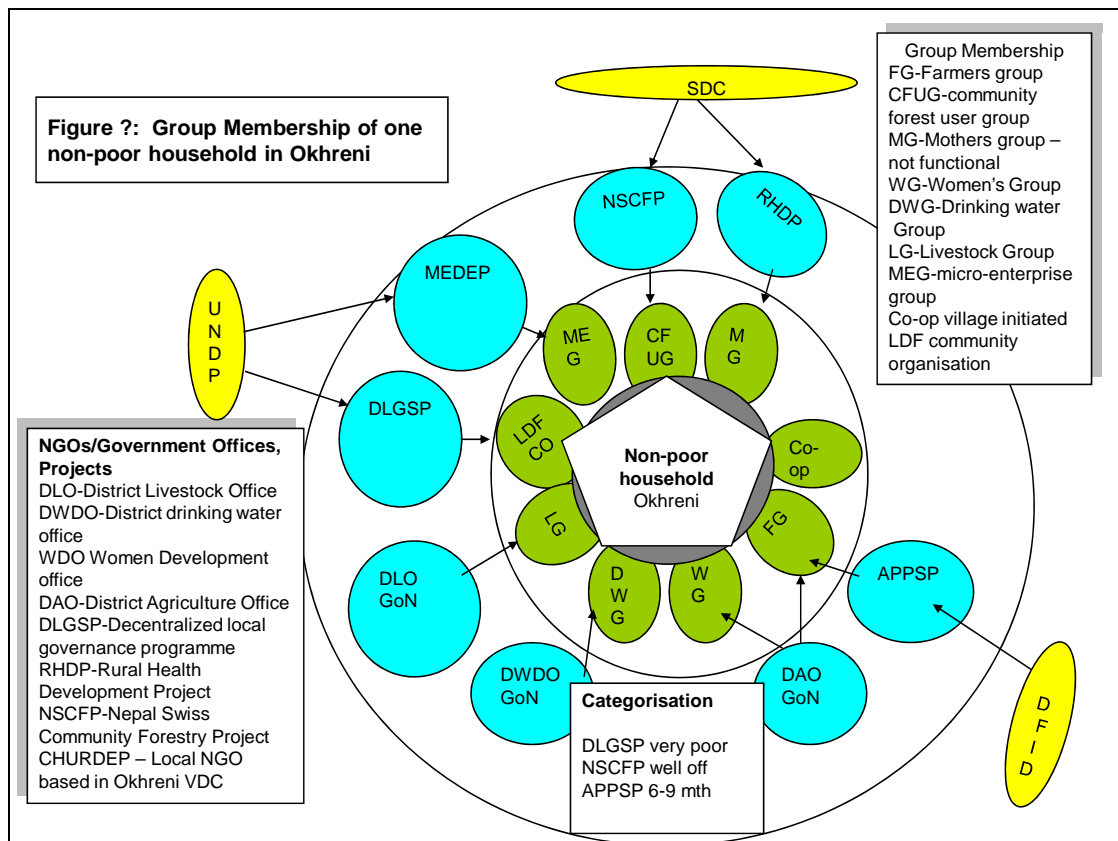 Figure ?: Group Membership of one
non-poor household in Okhreni
SDC
Group Membership
FG-Farmers group
CFUG-community
forest user group
MG-Mothers group –
not functional
WG-Women's Group
DWG-Drinking water
Group
LG-Livestock Group
MEG-micro-enterprise
group
Co-op village initiated
LDF community
organisation
NSCFP
RHDP
MEDEP
U
N
D
P
ME
G
CF
UG
M
G
DLGSP
LDF
CO
Co-
op
Non-poor
household
Okhreni
LG
FG
D
W
G
W
G
DLO
GoN
APPSP
DWDO
GoN
DAO
GoN
D
F
I
D
NGOs/Government Offices,
Projects
DLO-District Livestock Office
DWDO-District drinking water
office
WDO Women Development
office
DAO-District Agriculture Office
DLGSP-Decentralized local
governance programme
RHDP-Rural Health
Development Project
NSCFP-Nepal Swiss
Community Forestry Project
CHURDEP – Local NGO
based in Okhreni VDC
Categorisation
DLGSP very poor
NSCFP well off
APPSP 6-9 mth